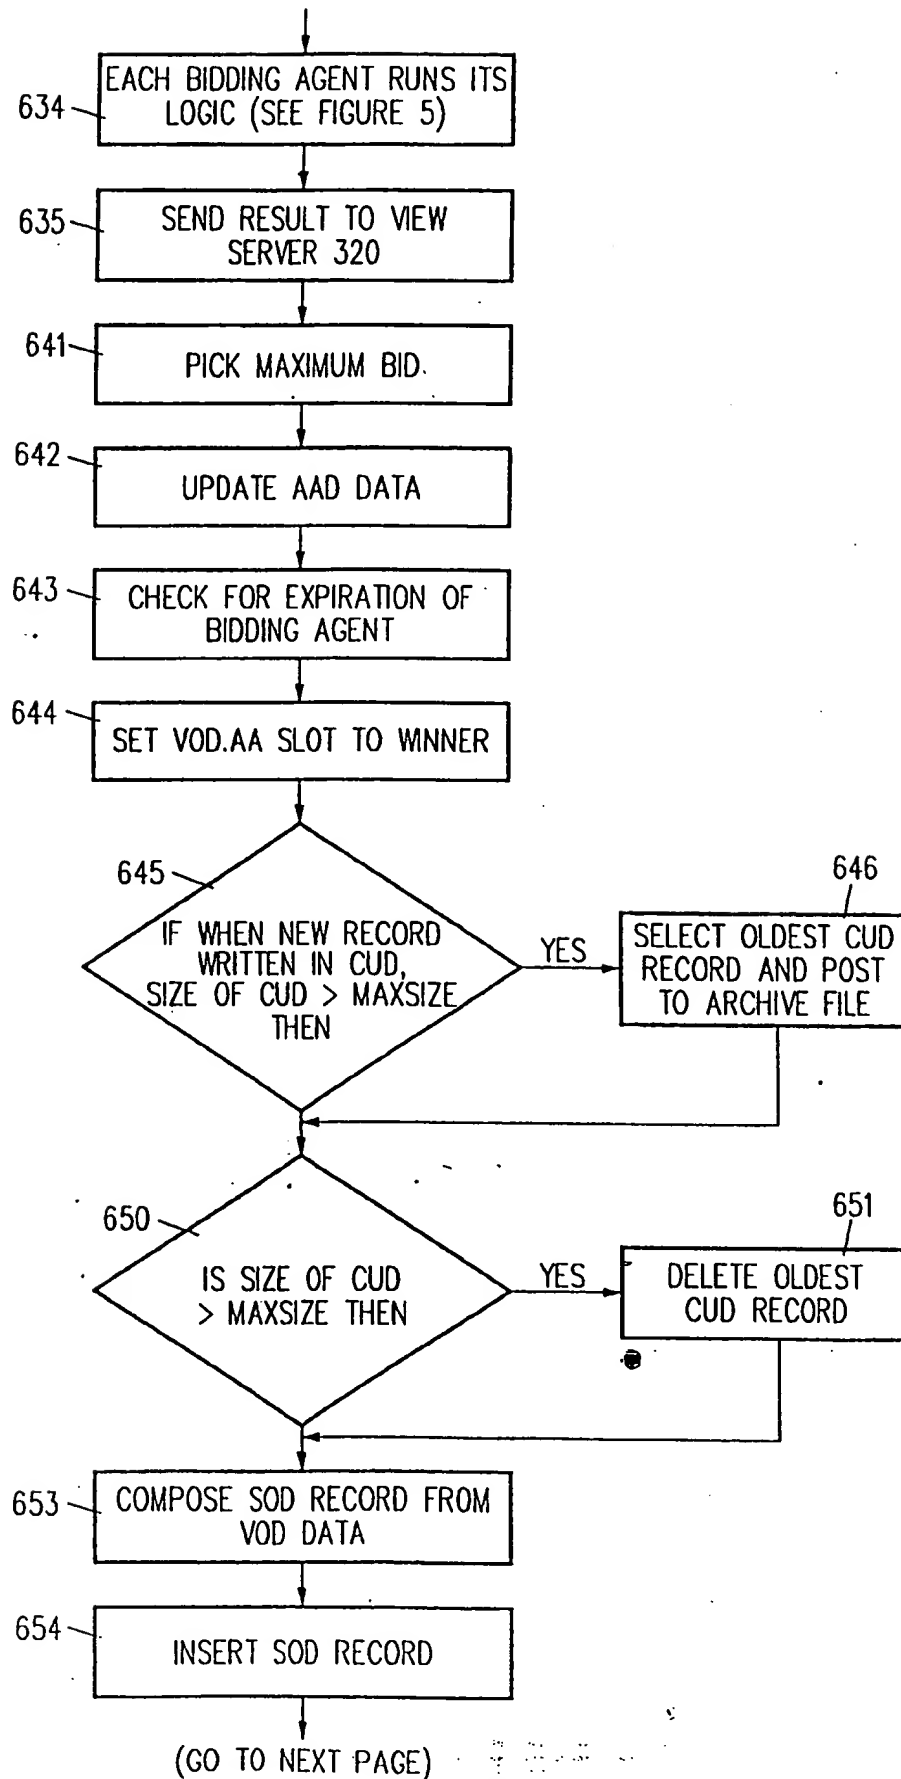 634
EACH BIDDING AGENT RUNS ITS
LOGIC (SEE FIGURE 5)
635
SEND RESULT TO VIEW
SERVER 320
641
PICK MAXIMUM BID.
642
UPDATE AAD DATA
643
CHECK FOR EXPIRATION OF
BIDDING AGENT
644
SET VOD.AA SLOT TO WINNER
645
IF WHEN NEW RECORD
WRITTEN IN CUD,
SIZE OF CUD > MAXSIZE
THEN
YES
646
SELECT OLDEST CUD
RECORD AND POST
TO ARCHIVE FILE
650
IS SIZE OF CUD
> MAXSIZE THEN
YES
651
DELETE OLDEST
CUD RECORD
653
COMPOSE SOD RECORD FROM
VOD DATA
654
INSERT SOD RECORD
(GO TO NEXT PAGE)